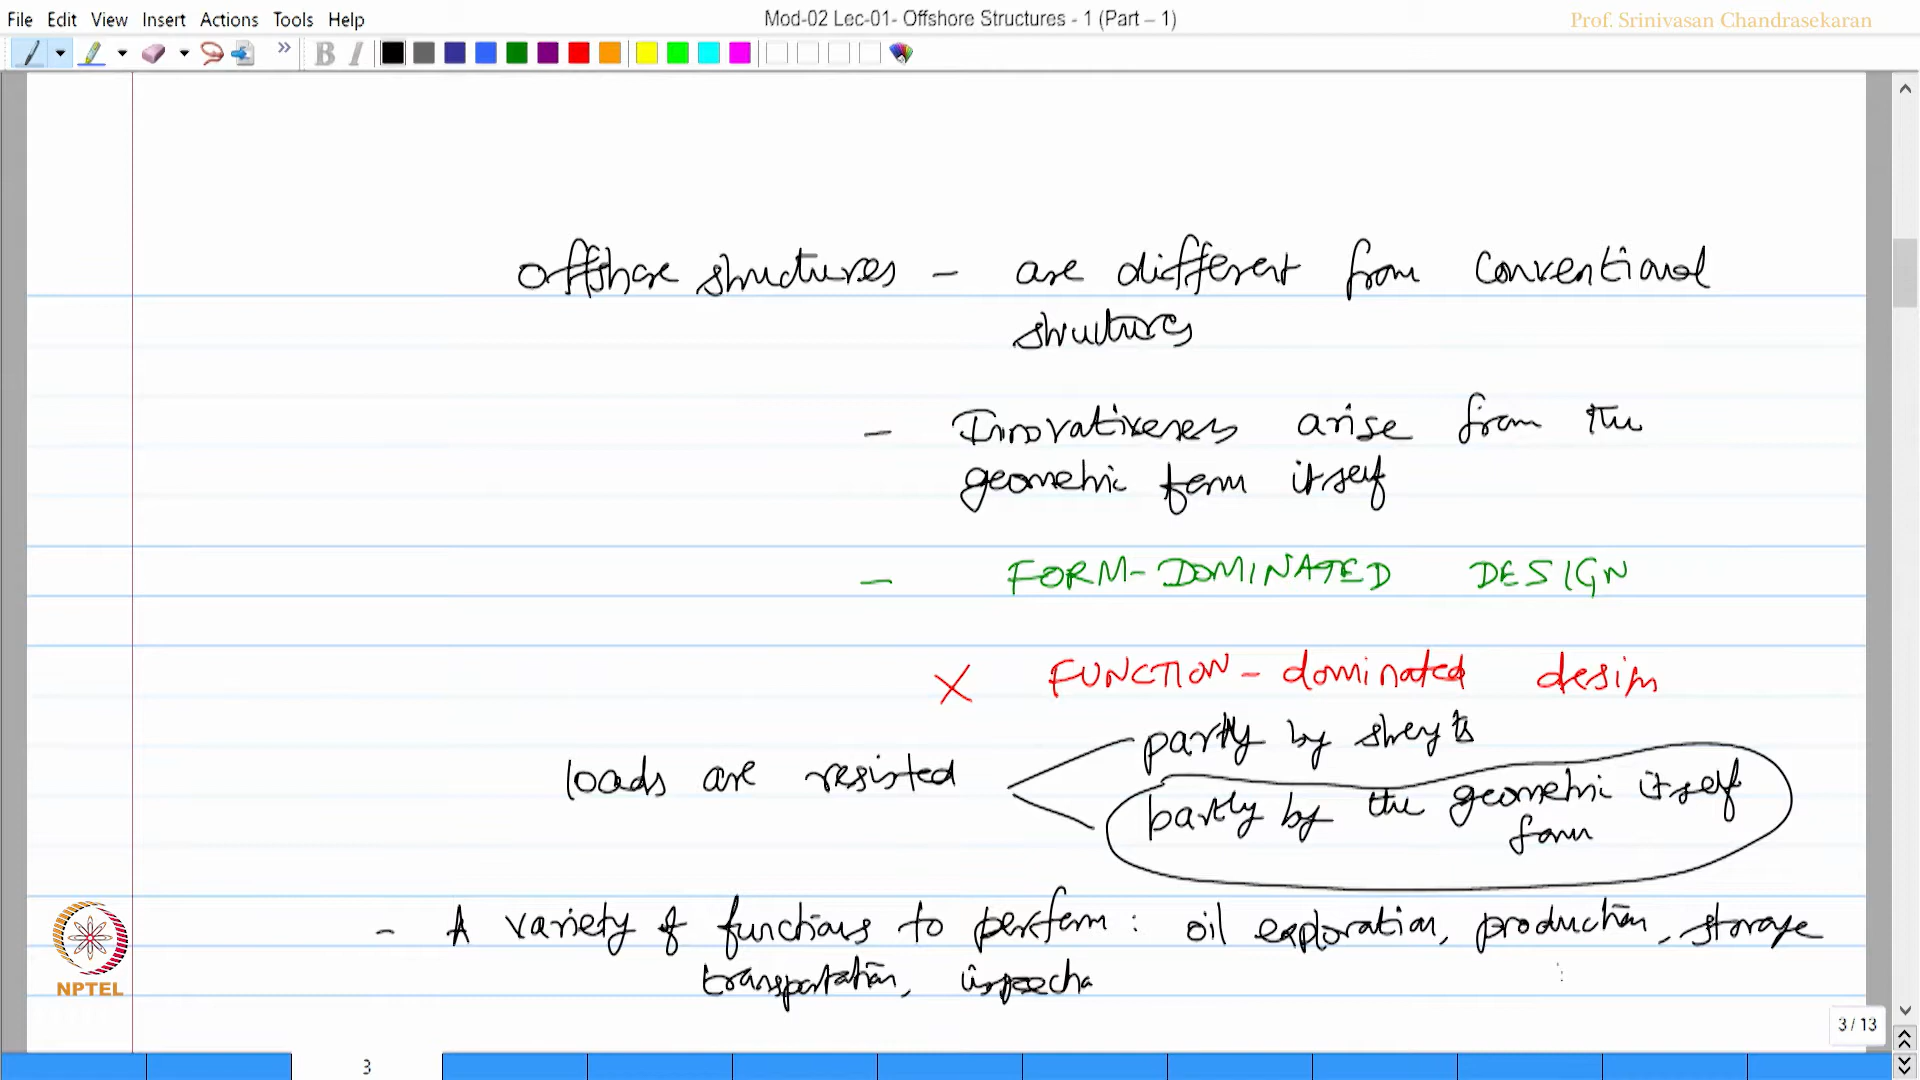 File Edit View Insert Actions Tools Help
Mod-02 Lec-01- Offshore Structures - 1 (Part – 1)
Prof. Srinivasan Chandrasekaran
B I
offshore structures - are different from conventional
structures
- Innovativeness arise from the
geometric form itself
- FORM-DOMINATED DESIGN
X FUNCTION-dominated design
loads are resisted
partly by
partly by the geometric itself
form
- A variety of functions to perform: oil exploration, production, storage
transportation, inspectio
NPTEL
3 / 13
3